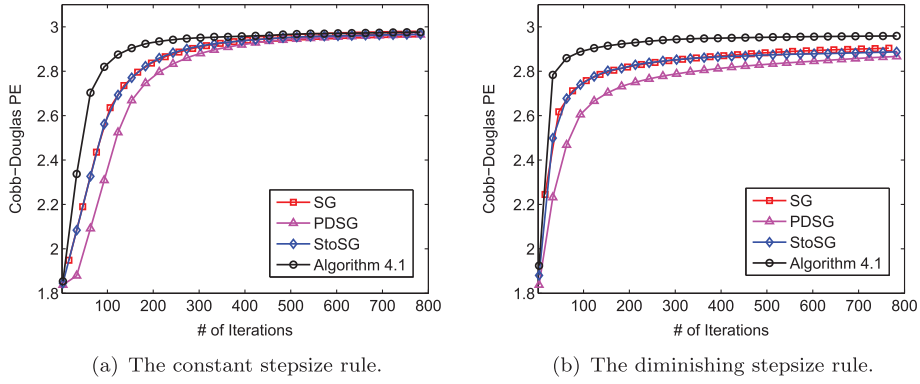 3
2.8
2.6
2.4
2.2
2
1.8
Cobb−Douglas PE
SG
PDSG
StoSG
Algorithm 4.1
100 200 300 400 500 600 700 800
# of Iterations
(a) The constant stepsize rule.
3
2.8
2.6
2.4
2.2
2
1.8
Cobb−Douglas PE
SG
PDSG
StoSG
Algorithm 4.1
100 200 300 400 500 600 700 800
# of Iterations
(b) The diminishing stepsize rule.